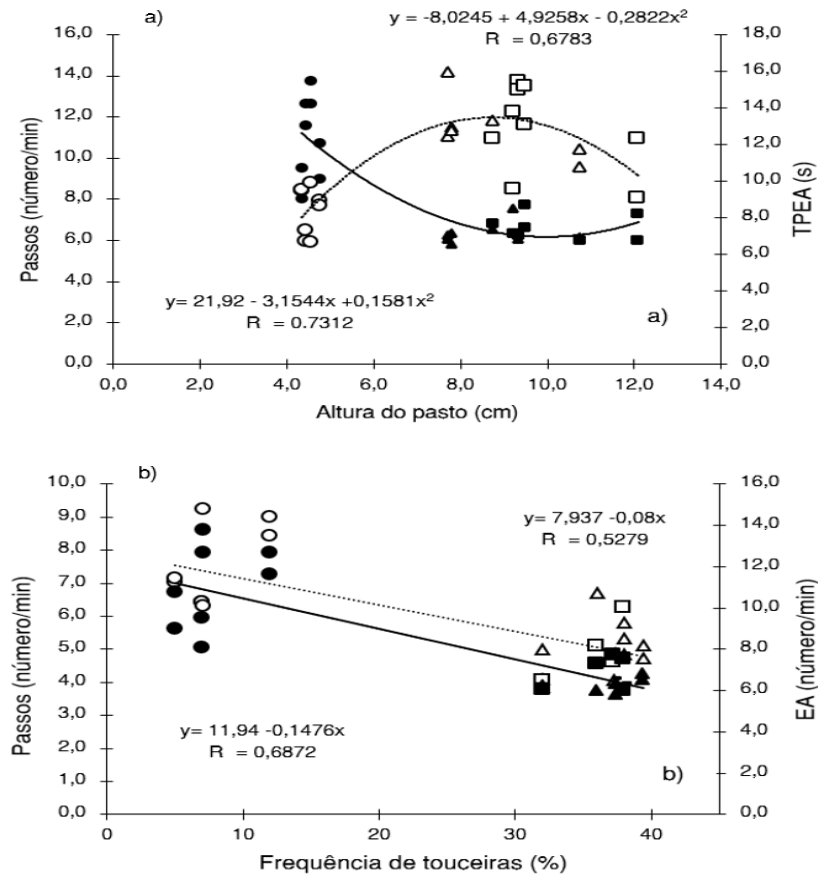 a)
y = -8,0245 + 4,9258x - 0,2822x²
R = 0,6783
16,0
14,0
12,0
10,0
8,0
6,0
4,0
2,0
0,0
Passos (número/min)
18,0
16,0
14,0
12,0
10,0
8,0
6,0
4,0
2,0
0,0
TPEA (s)
y= 21,92 - 3,1544x +0,1581x²
R = 0.7312
a)
0,0 2,0 4,0 6,0 8,0 10,0 12,0 14,0
Altura do pasto (cm)
b)
10,0
9,0
8,0
7,0
6,0
5,0
4,0
3,0
2,0
1,0
0,0
Passos (número/min)
16,0
14,0
12,0
10,0
8,0
6,0
4,0
2,0
0,0
EA (número/min)
y= 7,937 -0,08x
R = 0,5279
y= 11,94 -0,1476x
R = 0,6872
b)
0 10 20 30 40
Frequência de touceiras (%)